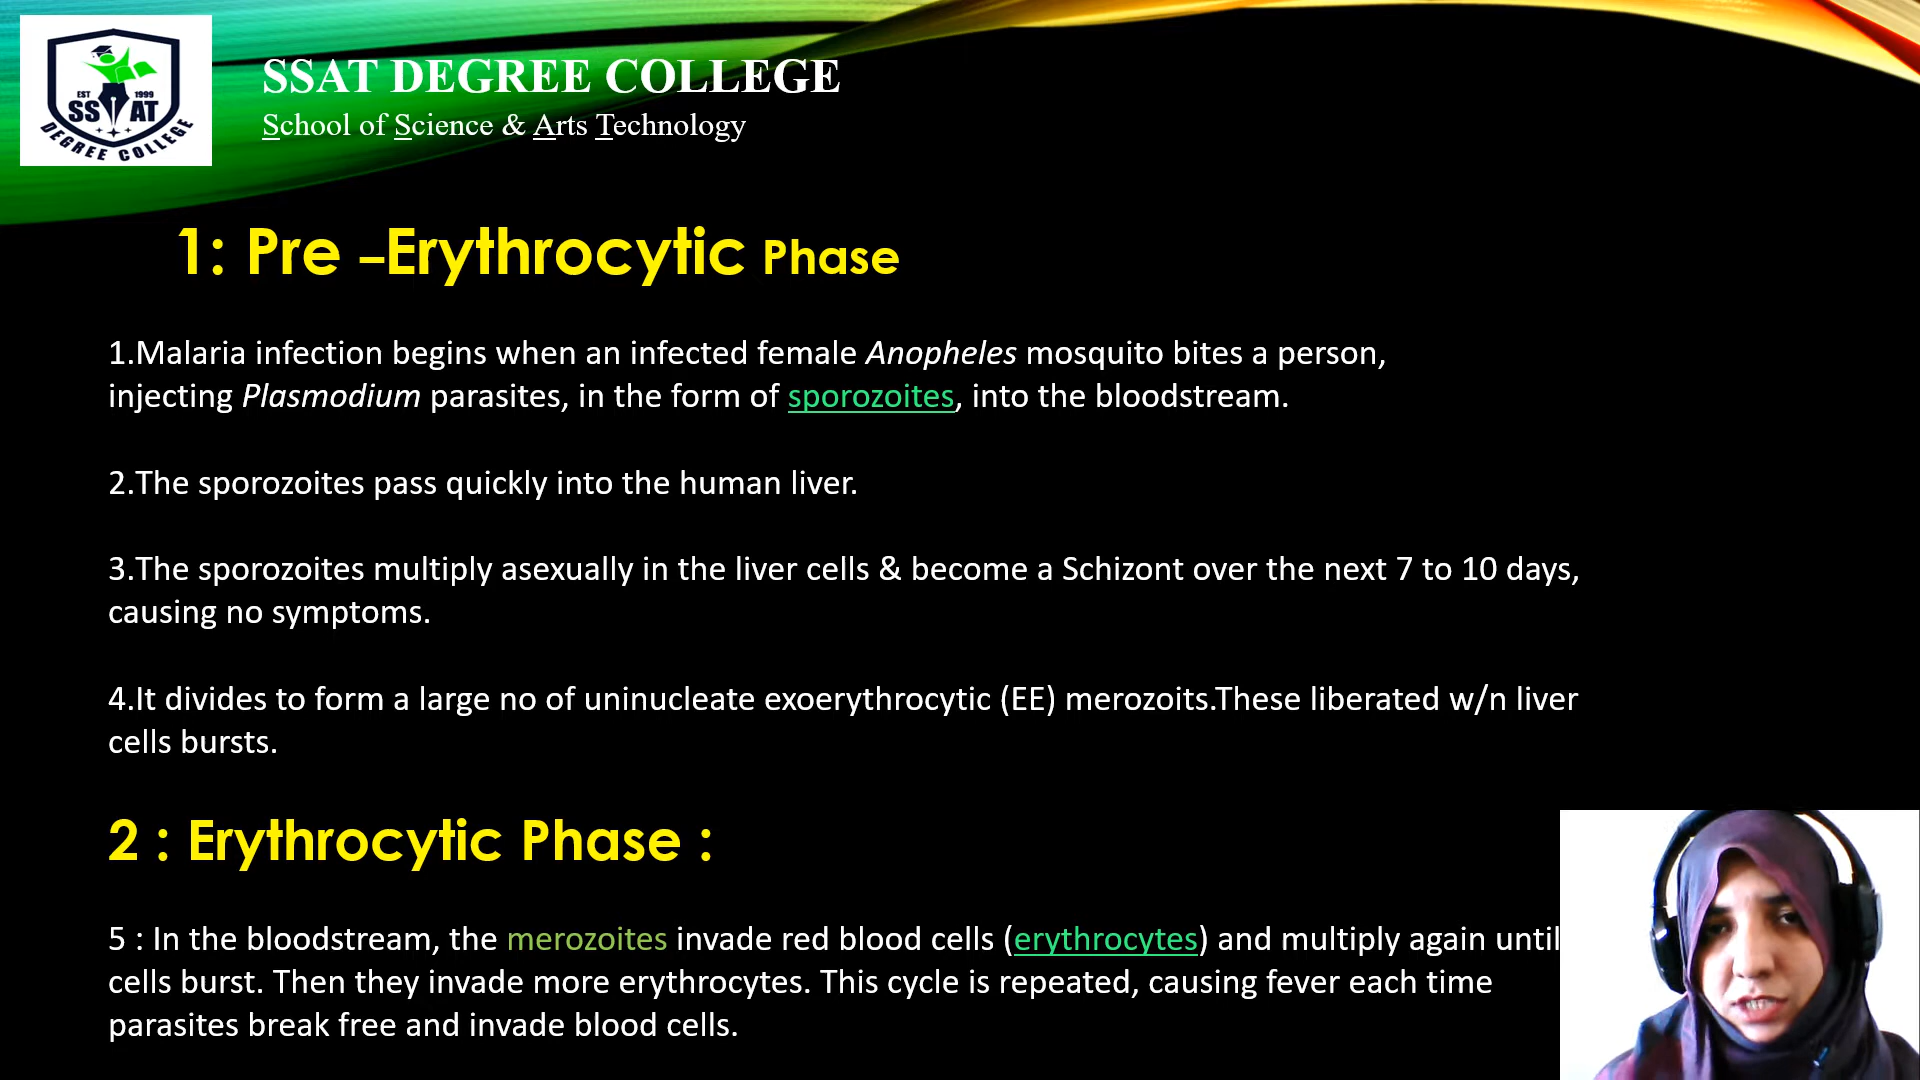 EST 1999
SS AT
DEGREE COLLEGE
SSAT DEGREE COLLEGE
School of Science & Arts Technology
1: Pre –Erythrocytic Phase
1.Malaria infection begins when an infected female Anopheles mosquito bites a person,
injecting Plasmodium parasites, in the form of sporozoites, into the bloodstream.
2.The sporozoites pass quickly into the human liver.
3.The sporozoites multiply asexually in the liver cells & become a Schizont over the next 7 to 10 days,
causing no symptoms.
4.It divides to form a large no of uninucleate exoerythrocytic (EE) merozoits.These liberated w/n liver
cells bursts.
2 : Erythrocytic Phase :
5 : In the bloodstream, the merozoites invade red blood cells (erythrocytes) and multiply again until
cells burst. Then they invade more erythrocytes. This cycle is repeated, causing fever each time
parasites break free and invade blood cells.